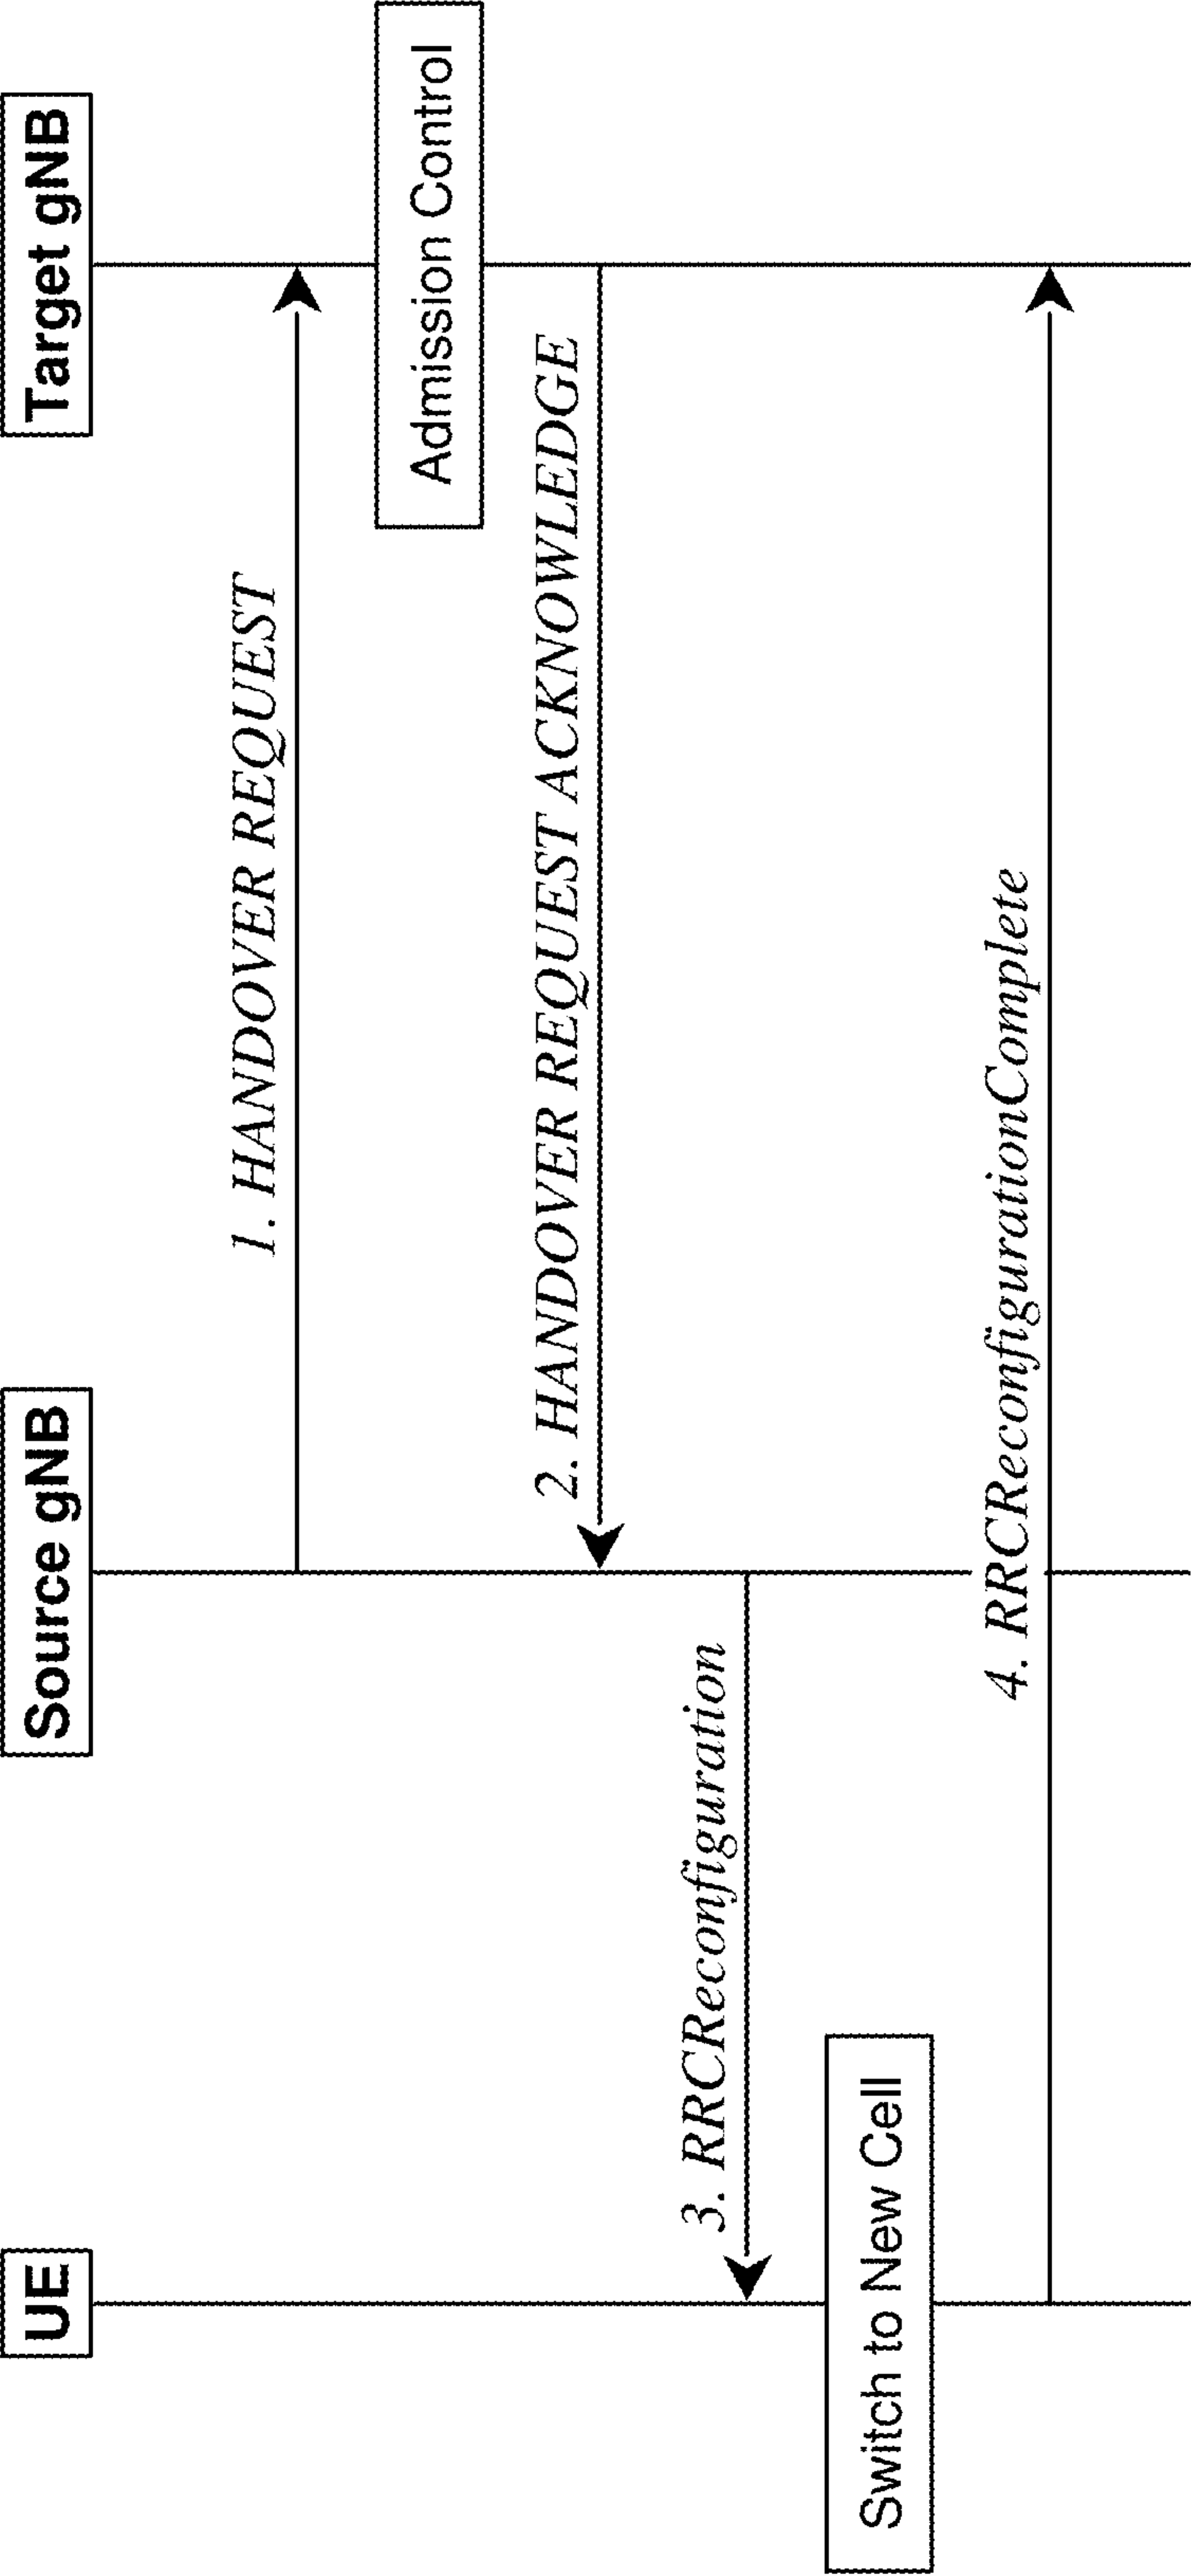 UE
Source gNB
Target gNB
1. HANDOVER REQUEST
Admission Control
2. HANDOVER REQUEST ACKNOWLEDGE
3. RRCReconfiguration
Switch to New Cell
4. RRCReconfigurationComplete